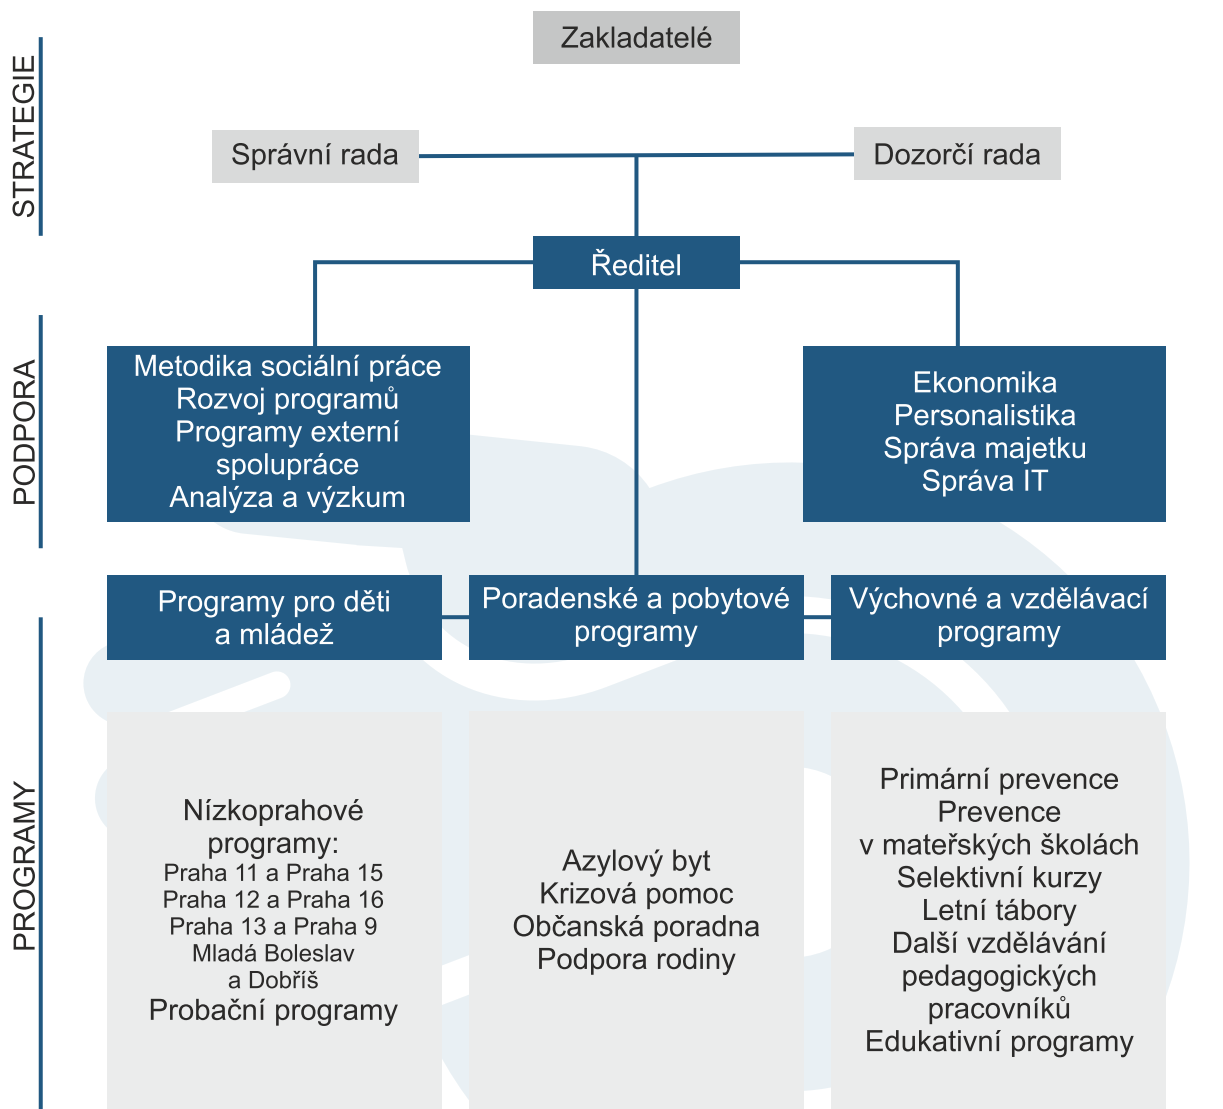 STRATEGIE
Zakladatelé
Správní rada
Dozorčí rada
Ředitel
PODPORA
Metodika sociální práce
Rozvoj programů
Programy externí
spolupráce
Analýza a výzkum
Ekonomika
Personalistika
Správa majetku
Správa IT
PROGRAMY
Programy pro děti
a mládež
Poradenské a pobytové
programy
Výchovné a vzdělávací
programy
Nízkoprahové
programy:
Praha 11 a Praha 15
Praha 12 a Praha 16
Praha 13 a Praha 9
Mladá Boleslav
a Dobříš
Probační programy
Azylový byt
Krizová pomoc
Občanská poradna
Podpora rodiny
Primární prevence
Prevence
v mateřských školách
Selektivní kurzy
Letní tábory
Další vzdělávání
pedagogických
pracovníků
Edukativní programy